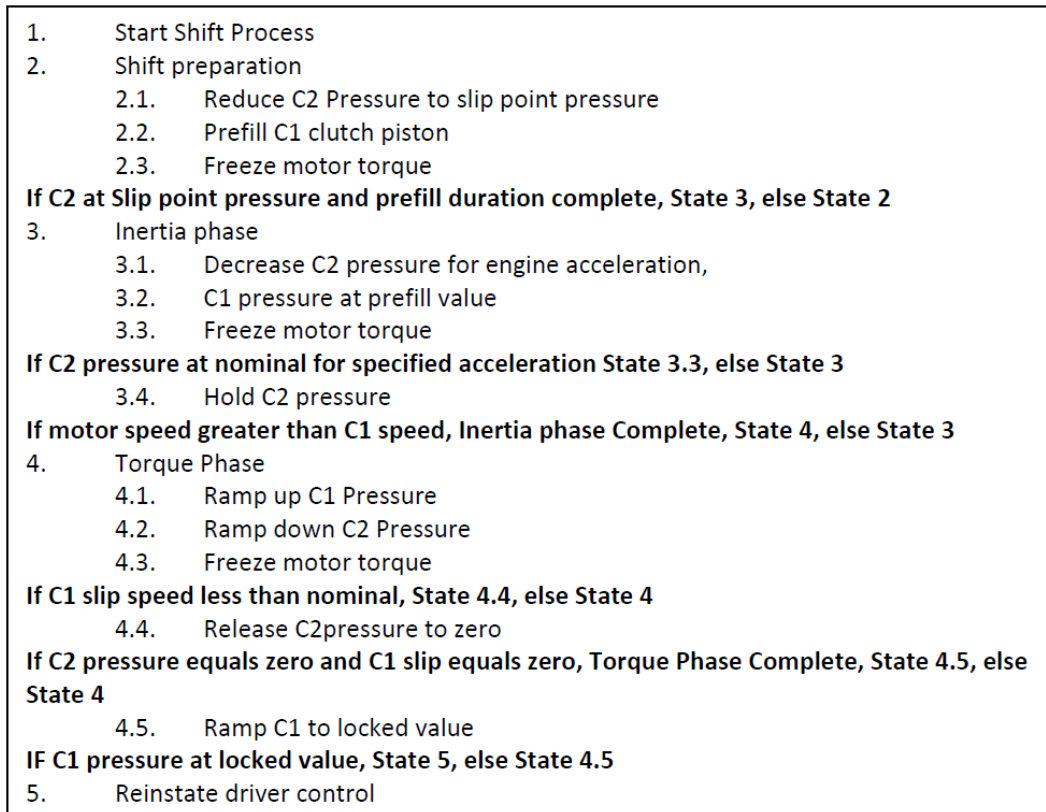 1. Start Shift Process
2. Shift preparation
2.1. Reduce C2 Pressure to slip point pressure
2.2. Prefill C1 clutch piston
2.3. Freeze motor torque
If C2 at Slip point pressure and prefill duration complete, State 3, else State 2
3. Inertia phase
3.1. Decrease C2 pressure for engine acceleration,
3.2. C1 pressure at prefill value
3.3. Freeze motor torque
If C2 pressure at nominal for specified acceleration State 3.3, else State 3
3.4. Hold C2 pressure
If motor speed greater than C1 speed, Inertia phase Complete, State 4, else State 3
4. Torque Phase
4.1. Ramp up C1 Pressure
4.2. Ramp down C2 Pressure
4.3. Freeze motor torque
If C1 slip speed less than nominal, State 4.4, else State 4
4.4. Release C2pressure to zero
If C2 pressure equals zero and C1 slip equals zero, Torque Phase Complete, State 4.5, else
State 4
4.5. Ramp C1 to locked value
IF C1 pressure at locked value, State 5, else State 4.5
5. Reinstate driver control